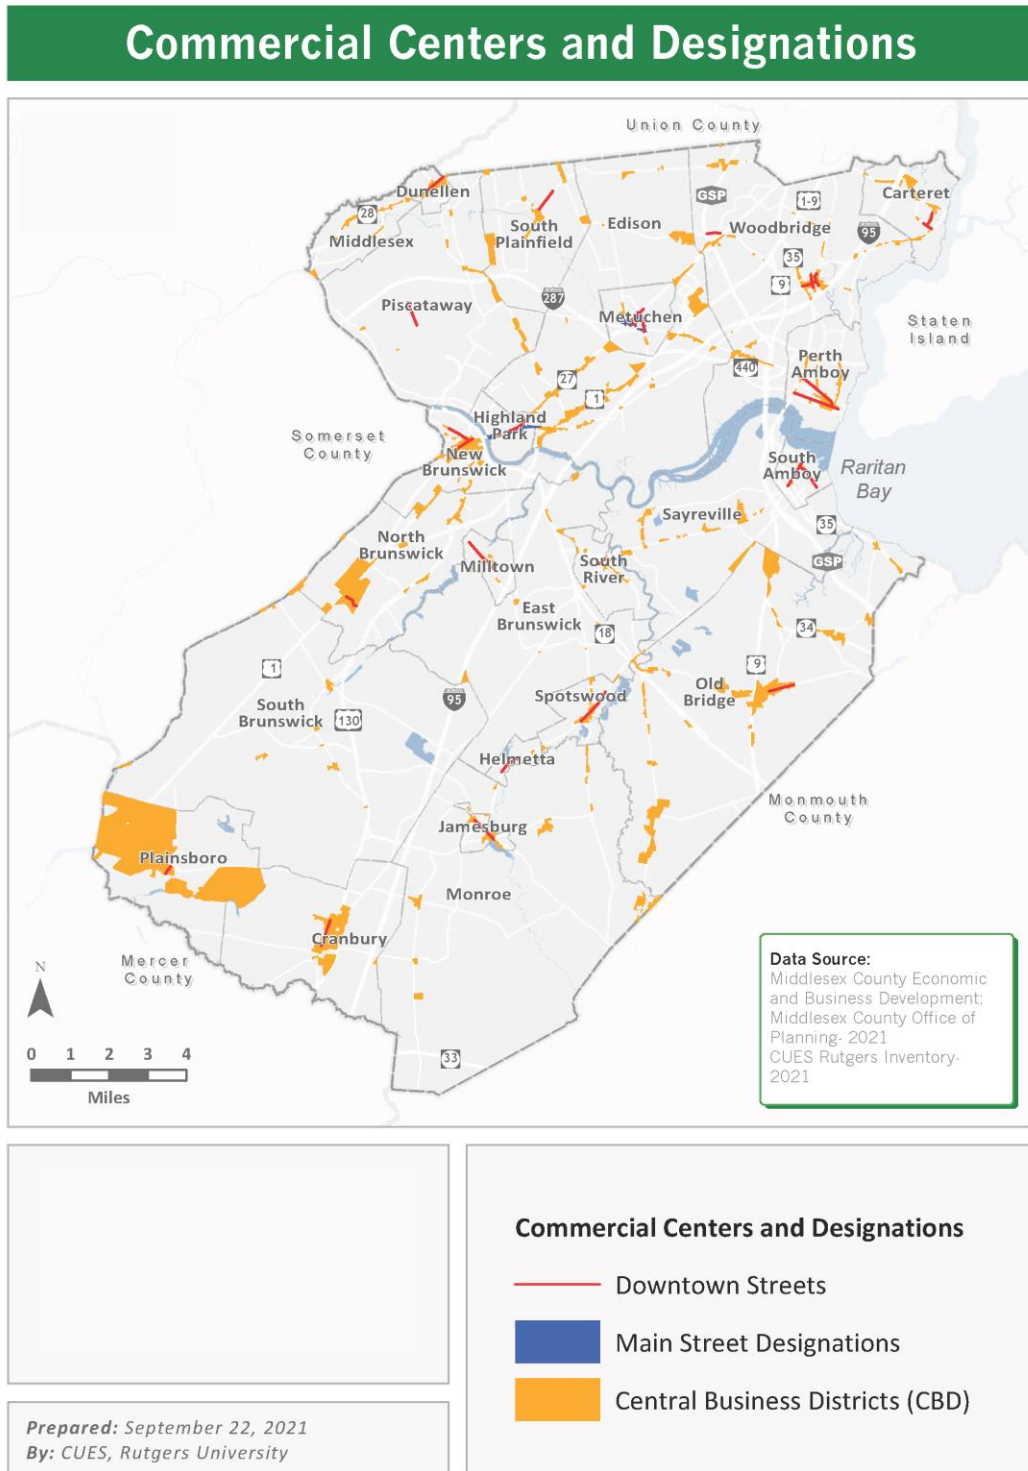 Commercial Centers and Designations
Union County
Dunellen
28
Middlesex
South
Plainfield
Edison
GSP
1-9
Carteret
Woodbridge
95
35
9
287
Piscataway
Metuchen
Staten
Island
Perth
Amboy
440
27
1
Highland
Park
Somerset
County
New
Brunswick
South
Amboy
Raritan
Bay
Sayreville
35
North
Brunswick
Milltown
South
River
GSP
East
Brunswick
18
34
1
9
Old
Bridge
95
Spotswood
South
Brunswick
130
Helmetta
Monmouth
County
Jamesburg
Plainsboro
Monroe
Cranbury
Mercer
County
N
0 1 2 3 4
Miles
33
Data Source:
Middlesex County Economic
and Business Development;
Middlesex County Office of
Planning- 2021
CUES Rutgers Inventory-
2021
Commercial Centers and Designations
Downtown Streets
Main Street Designations
Central Business Districts (CBD)
Prepared: September 22, 2021
By: CUES, Rutgers University